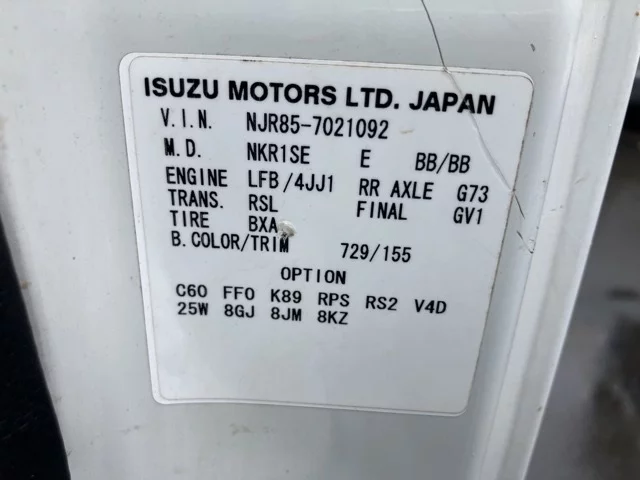 ISUZU MOTORS LTD. JAPAN
V.I.N. NJR85-7021092
M.D. NKR1SE E BB/BB
ENGINE LFB/4JJ1 RR AXLE G73
TRANS. RSL FINAL GV1
TIRE BXA
B.COLOR/TRIM 729/155
OPTION
C60 FF0 K89 RPS RS2 V4D
25W 8GJ 8JM 8KZ